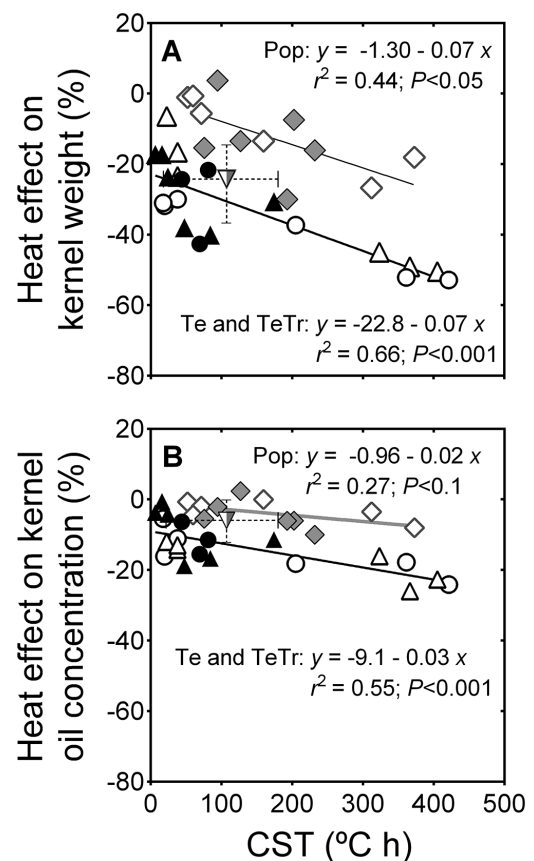 20
A
Pop: y = -1.30 - 0.07 x
r² = 0.44; P<0.05
0
-20
-40
-60
-80
Heat effect on
kernel weight (%)
Te and TeTr: y = -22.8 - 0.07 x
r² = 0.66; P<0.001
20
B
Pop: y = -0.96 - 0.02 x
r² = 0.27; P<0.1
0
-20
-40
-60
-80
Heat effect on kernel
oil concentration (%)
Te and TeTr: y = -9.1 - 0.03 x
r² = 0.55; P<0.001
0 100 200 300 400 500
CST (ºC h)